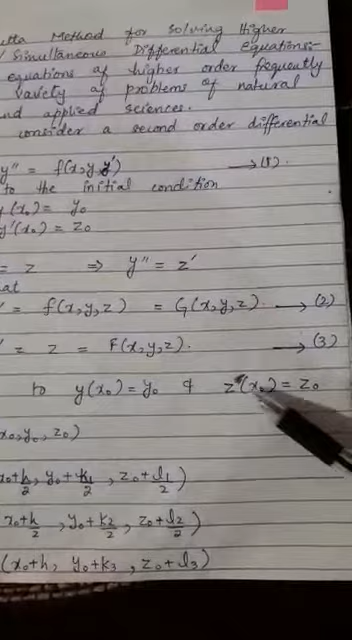 utta Method for Solving Higher
Simultaneous Differential equations:-
equations of higher order frequently
variety of problems of natural
nd applied sciences.
consider a second order differential
y'' = f(x,y,y') → (1).
to the initial condition
y(x₀) = y₀
y'(x₀) = z₀
= z ⇒ y'' = z'
at
' = f(x,y,z) = G(x,y,z). → (2)
' = z = F(x,y,z). → (3)
to y(x₀)=y₀ & z(x₀)=z₀
x₀,y₀,z₀)
x₀+h/2, y₀+k₁/2, z₀+l₁/2)
x₀+h/2, y₀+k₂/2, z₀+l₂/2)
(x₀+h, y₀+k₃, z₀+l₃)